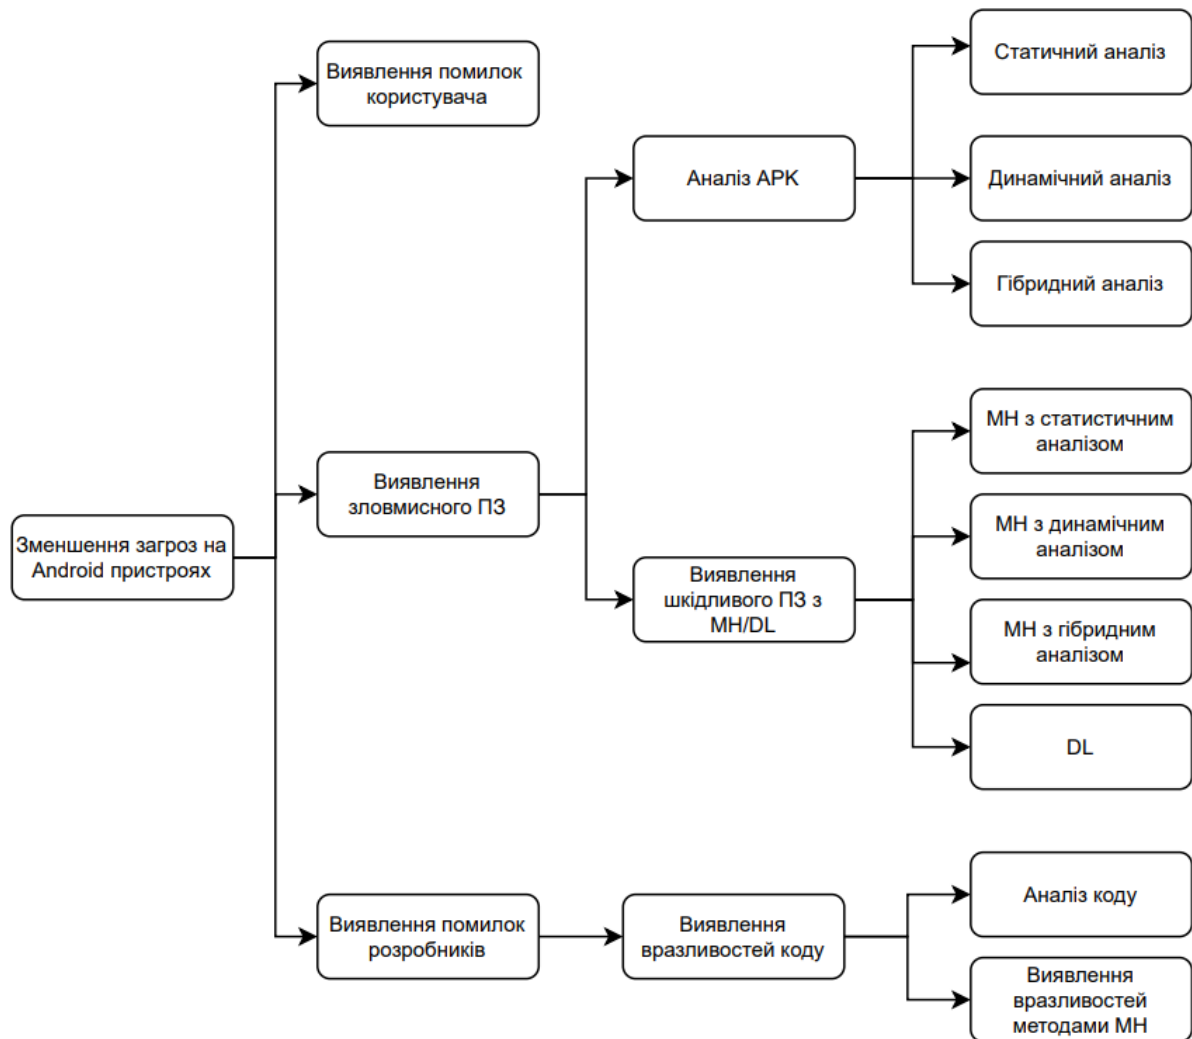 Статичний аналіз
Виявлення помилок
користувача
Аналіз APK
Динамічний аналіз
Гібридний аналіз
МН з статистичним
аналізом
Виявлення
зловмисного ПЗ
МН з динамічним
аналізом
Зменшення загроз на
Android пристроях
Виявлення
шкідливого ПЗ з
МН/DL
МН з гібридним
аналізом
DL
Виявлення помилок
розробників
Виявлення
вразливостей коду
Аналіз коду
Виявлення
вразливостей
методами МН